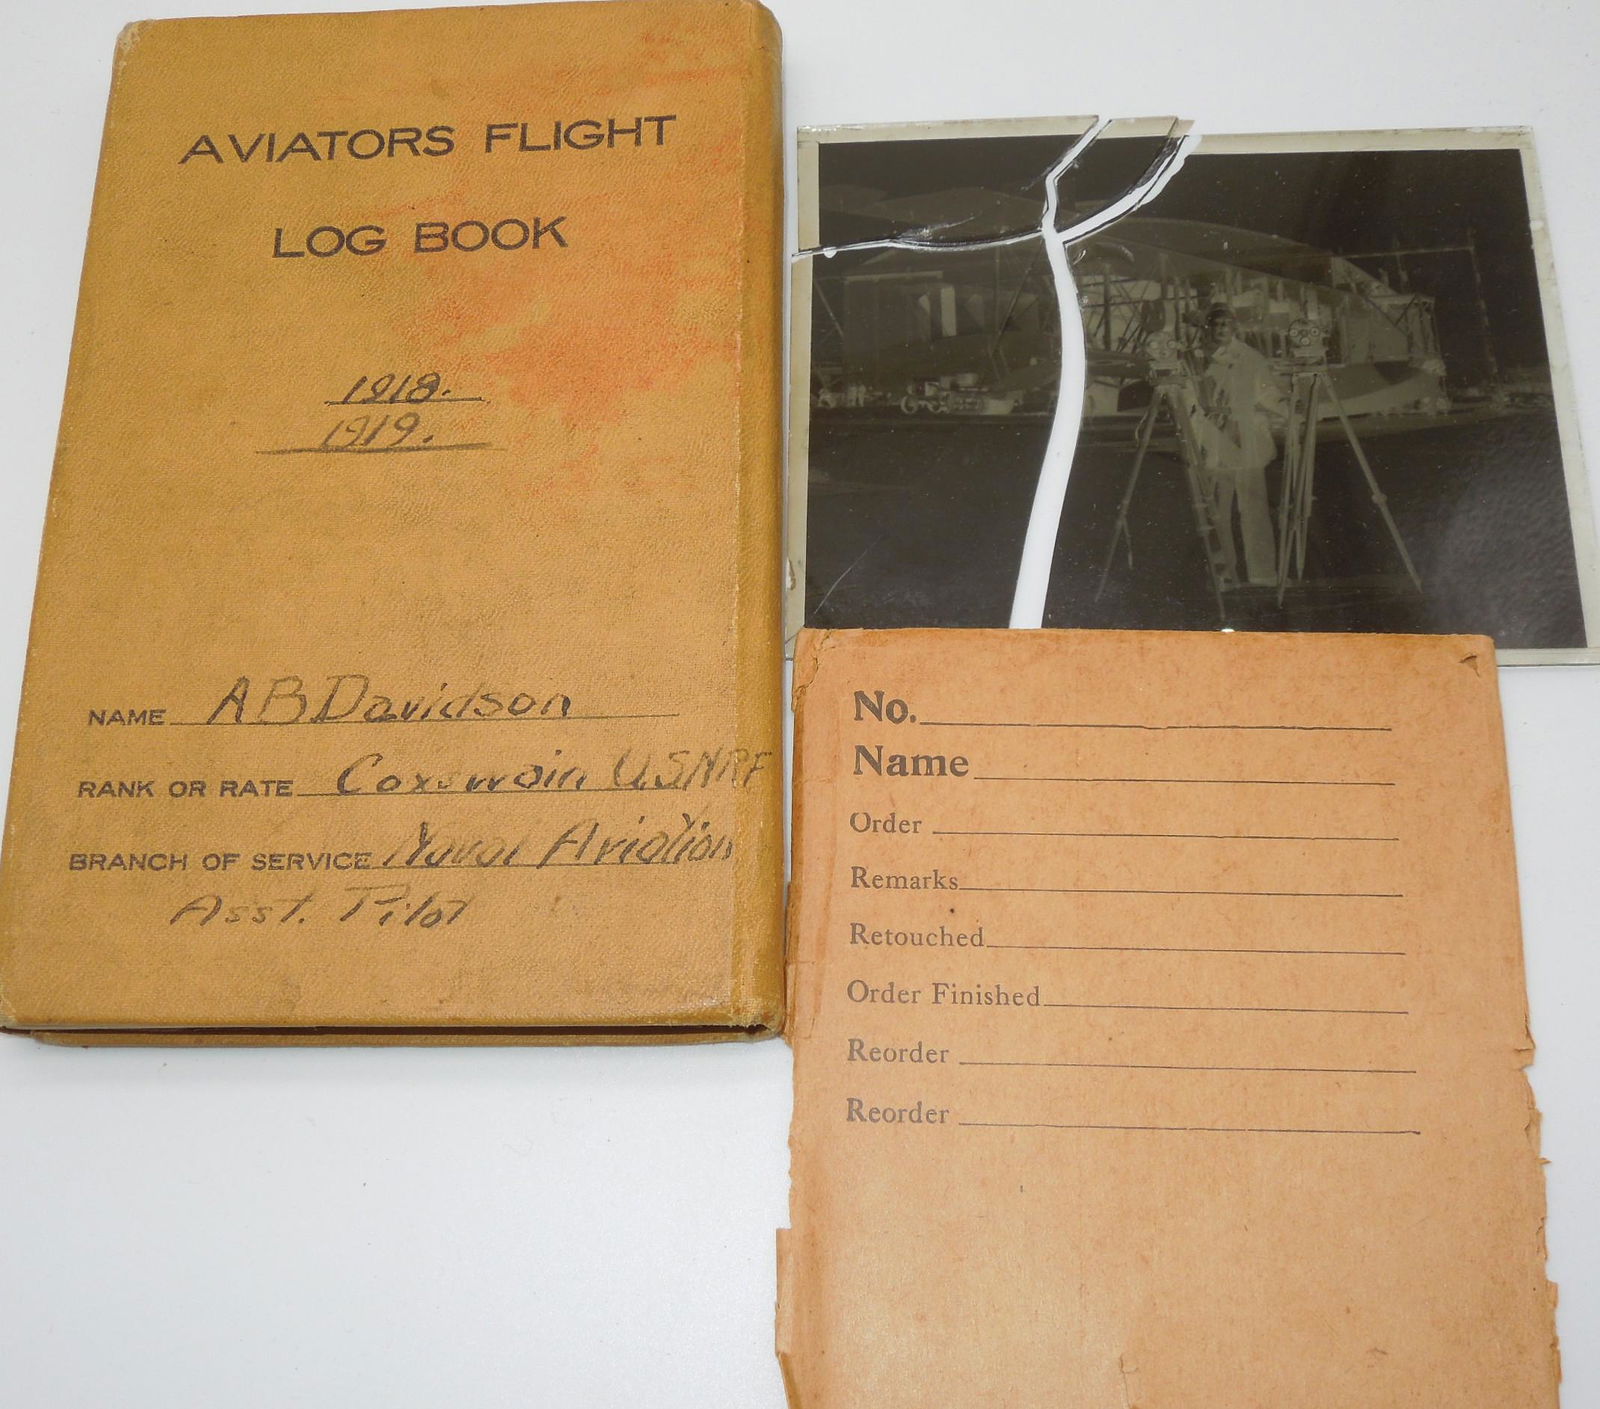 AVIATORS FLIGHT
LOG BOOK
1918.
1919.
NAME A B Davidson
RANK OR RATE Coxswain USNRF
BRANCH OF SERVICE Naval Aviation
Asst. Pilot
No.
Name
Order
Remarks
Retouched
Order Finished
Reorder
Reorder